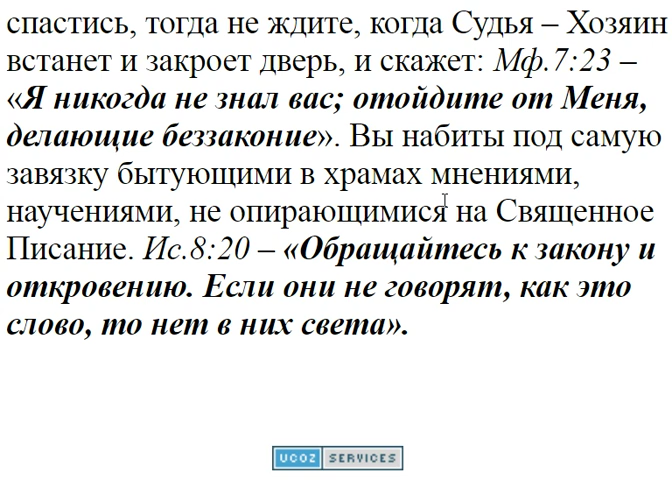 спастись, тогда не ждите, когда Судья – Хозяин
встанет и закроет дверь, и скажет: Мф.7:23 –
«Я никогда не знал вас; отойдите от Меня,
делающие беззаконие». Вы набиты под самую
завязку бытующими в храмах мнениями,
научениями, не опирающимися на Священное
Писание. Ис.8:20 – «Обращайтесь к закону и
откровению. Если они не говорят, как это
слово, то нет в них света».
UCOZ SERVICES